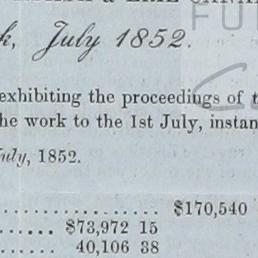 k, July 1852.
exhibiting the proceedings of t
he work to the 1st July, instan
July, 1852.
.................. $170,540
...... $73,972 15
...... 40,106 38